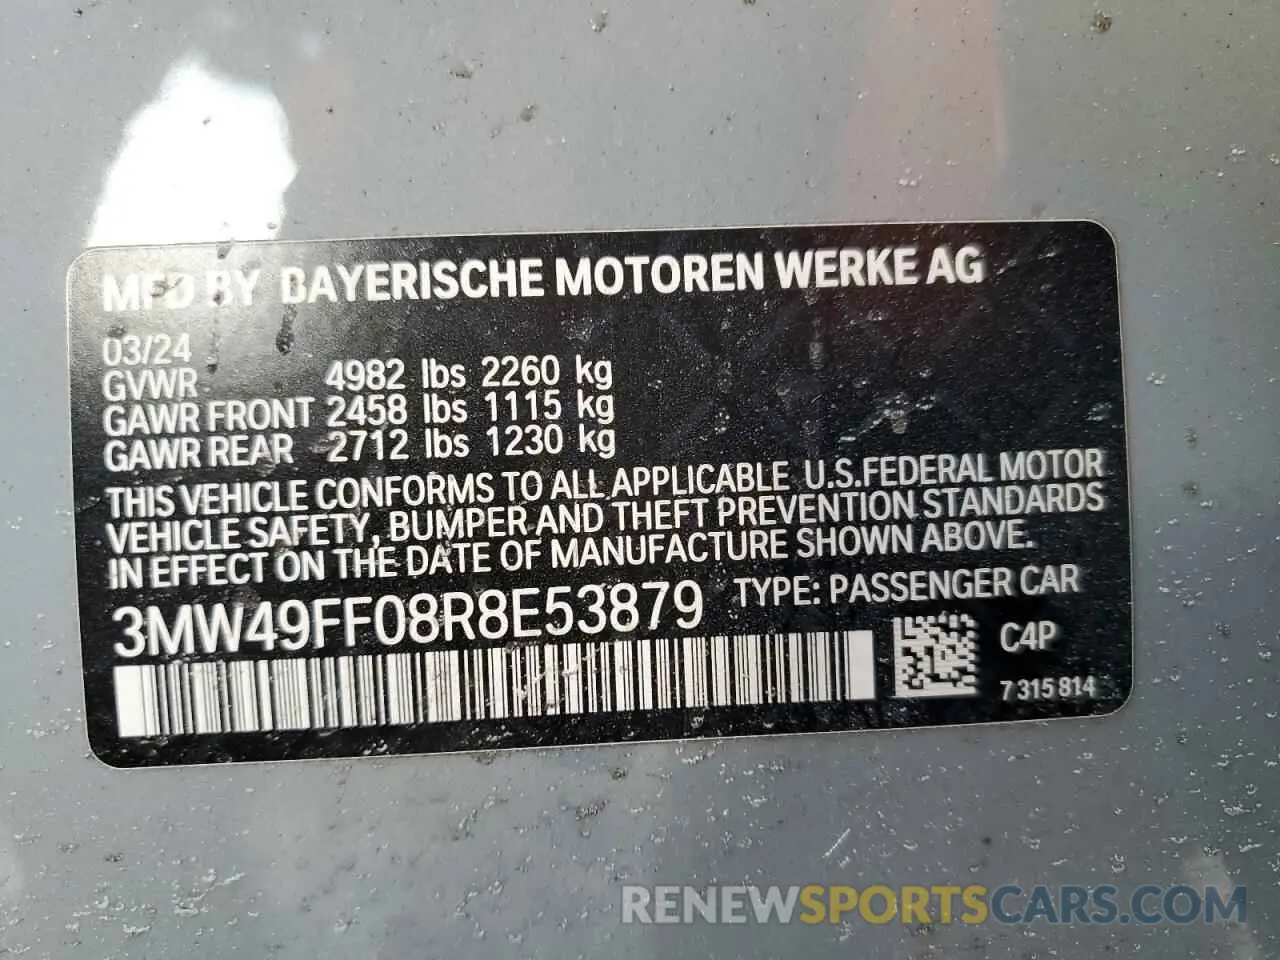 MFD BY BAYERISCHE MOTOREN WERKE AG
03/24
GVWR 4982 lbs 2260 kg
GAWR FRONT 2458 lbs 1115 kg
GAWR REAR 2712 lbs 1230 kg
THIS VEHICLE CONFORMS TO ALL APPLICABLE U.S.FEDERAL MOTOR
VEHICLE SAFETY, BUMPER AND THEFT PREVENTION STANDARDS
IN EFFECT ON THE DATE OF MANUFACTURE SHOWN ABOVE.
3MW49FF08R8E53879 TYPE: PASSENGER CAR
C4P
7 315 814
RENEWSPORTSCARS.COM